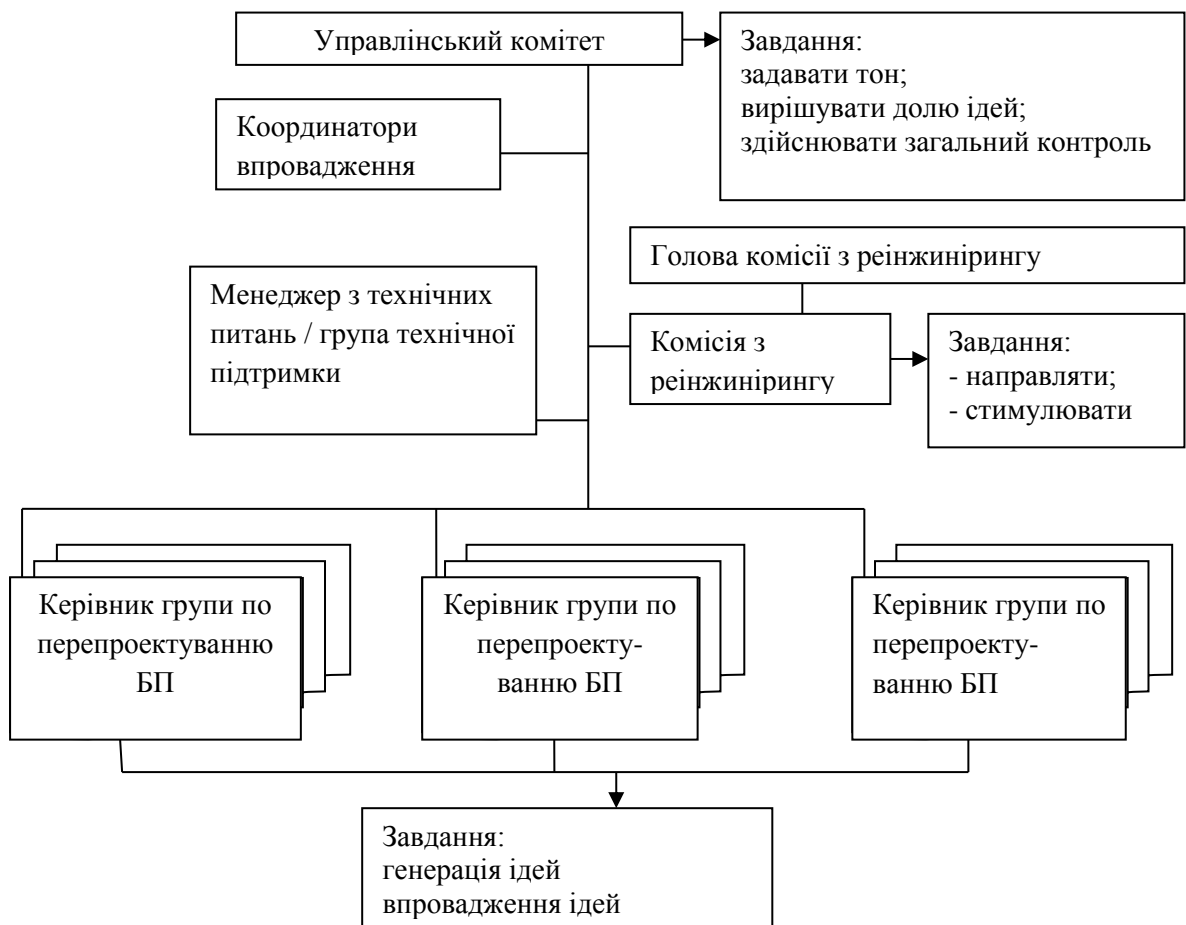 Управлінський комітет
Завдання:
задавати тон;
вирішувати долю ідей;
здійснювати загальний контроль
Координатори
впровадження
Голова комісії з реінжинірингу
Менеджер з технічних
питань / група технічної
підтримки
Комісія з
реінжинірингу
Завдання:
- направляти;
- стимулювати
Керівник групи по
перепроектуванню
БП
Керівник групи по
перепроекту-
ванню БП
Керівник групи по
перепроекту-
ванню БП
Завдання:
генерація ідей
впровадження ідей